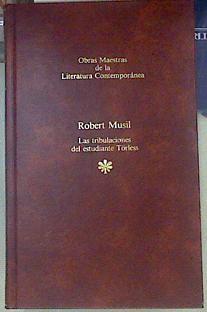 Obras Maestras
de la
Literatura Contemporánea
Robert Musil
Las tribulaciones
del estudiante Törless